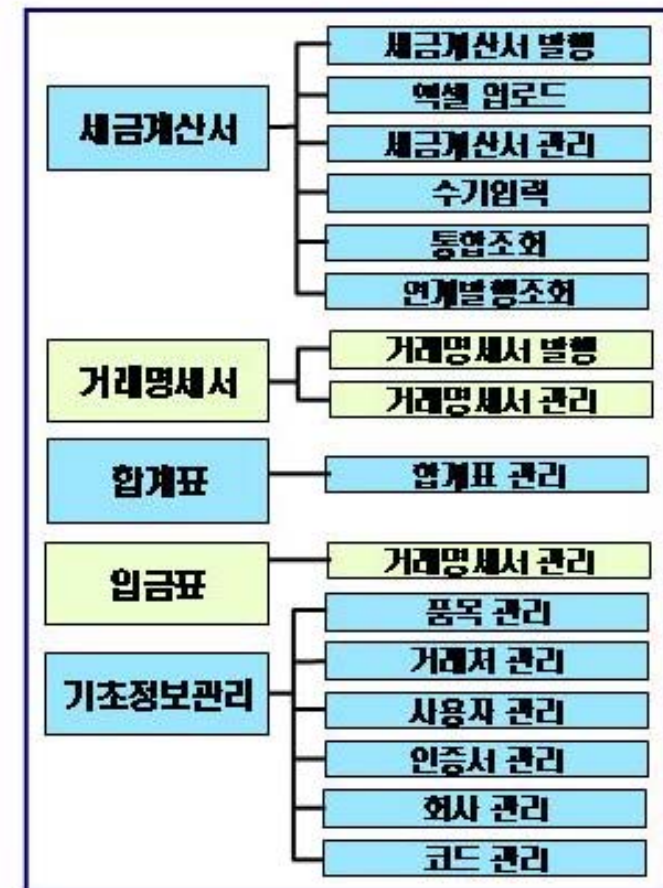 세금계산서
세금계산서 발행
엑셀 업로드
세금계산서 관리
수기입력
통합조회
연계발행조회
거래명세서
거래명세서 발행
거래명세서 관리
합계표
합계표 관리
입금표
거래명세서 관리
기초정보관리
품목 관리
거래처 관리
사용자 관리
인증서 관리
회사 관리
코드 관리